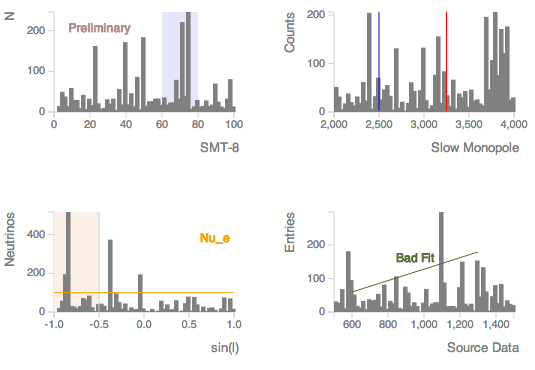 N
Preliminary
200
100
0
0 20 40 60 80 100
SMT-8
Counts
200
100
0
2,000 2,500 3,000 3,500 4,000
Slow Monopole
Neutrinos
Nu_e
400
200
0
-1.0 -0.5 0.0 0.5 1.0
sin(l)
Entries
Bad Fit
200
100
0
600 800 1,000 1,200 1,400
Source Data